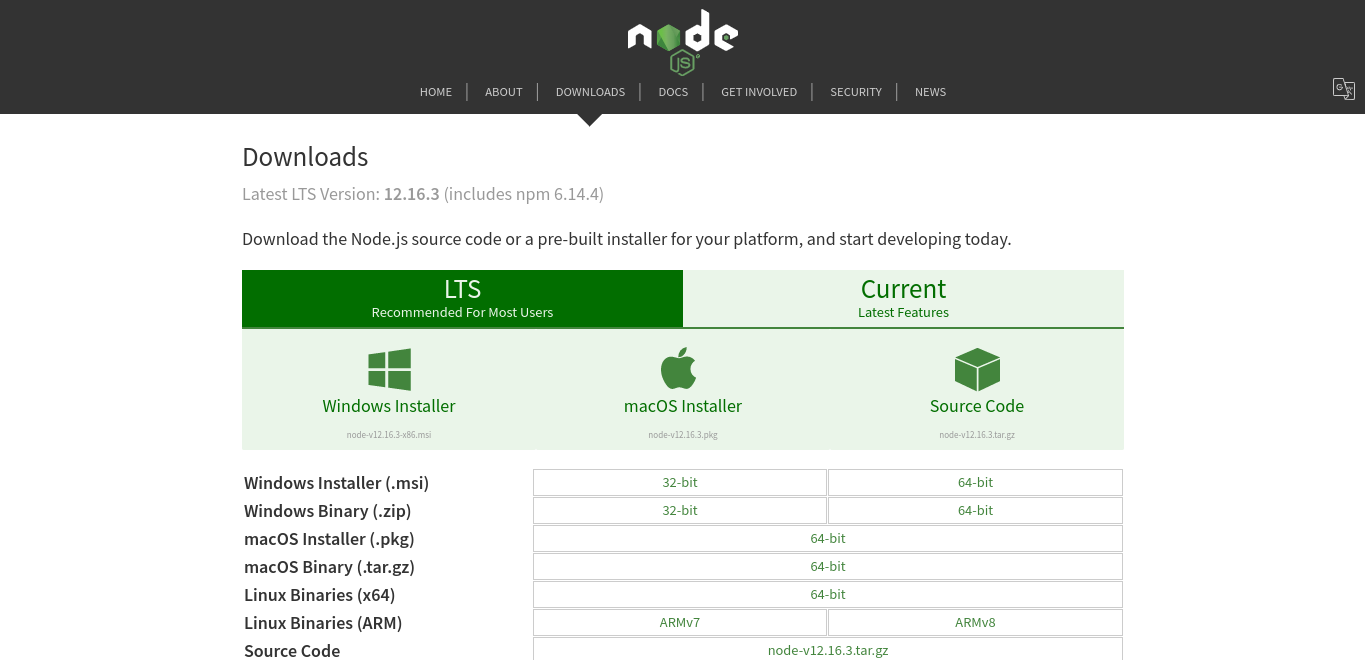 node
JS
HOME ABOUT DOWNLOADS DOCS GET INVOLVED SECURITY NEWS
Downloads
Latest LTS Version: 12.16.3 (includes npm 6.14.4)
Download the Node.js source code or a pre-built installer for your platform, and start developing today.
LTS Current
Recommended For Most Users Latest Features
Windows Installer macOS Installer Source Code
node-v12.16.3-x86.msi node-v12.16.3.pkg node-v12.16.3.tar.gz
Windows Installer (.msi) 32-bit 64-bit
Windows Binary (.zip) 32-bit 64-bit
macOS Installer (.pkg) 64-bit
macOS Binary (.tar.gz) 64-bit
Linux Binaries (x64) 64-bit
Linux Binaries (ARM) ARMv7 ARMv8
Source Code node-v12.16.3.tar.gz